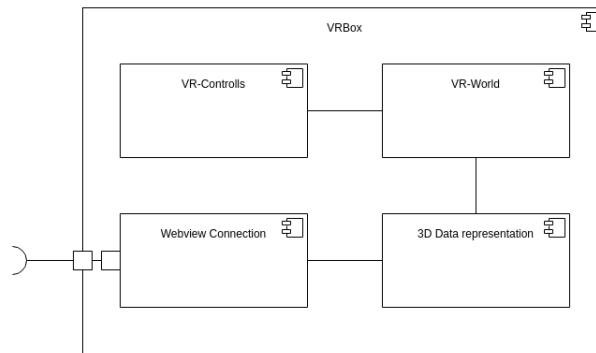 VRBox
VR-Controlls
VR-World
Webview Connection
3D Data representation